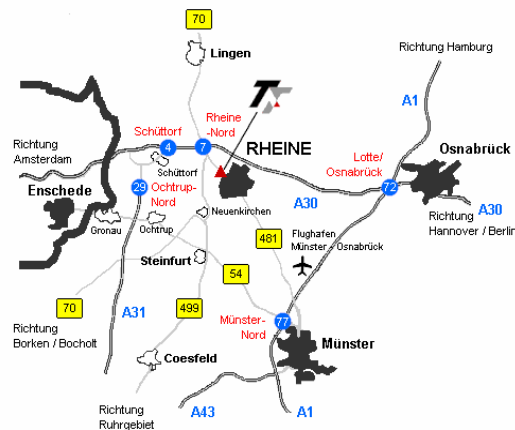 70
Richtung Hamburg
Lingen
A1
Schüttorf
Rheine
-Nord
4
7
RHEINE
Richtung
Amsterdam
Schüttorf
Lotte/
Osnabrück
Osnabrück
Enschede
29
Ochtrup-
Nord
72
A30
A30
Neuenkirchen
Gronau
Ochtrup
Richtung
Hannover / Berlin
481
Flughafen
Münster - Osnabrück
Steinfurt
54
70
A31
499
Münster-
Nord
77
Richtung
Borken / Bocholt
Münster
Coesfeld
Richtung
Ruhrgebiet
A43
A1